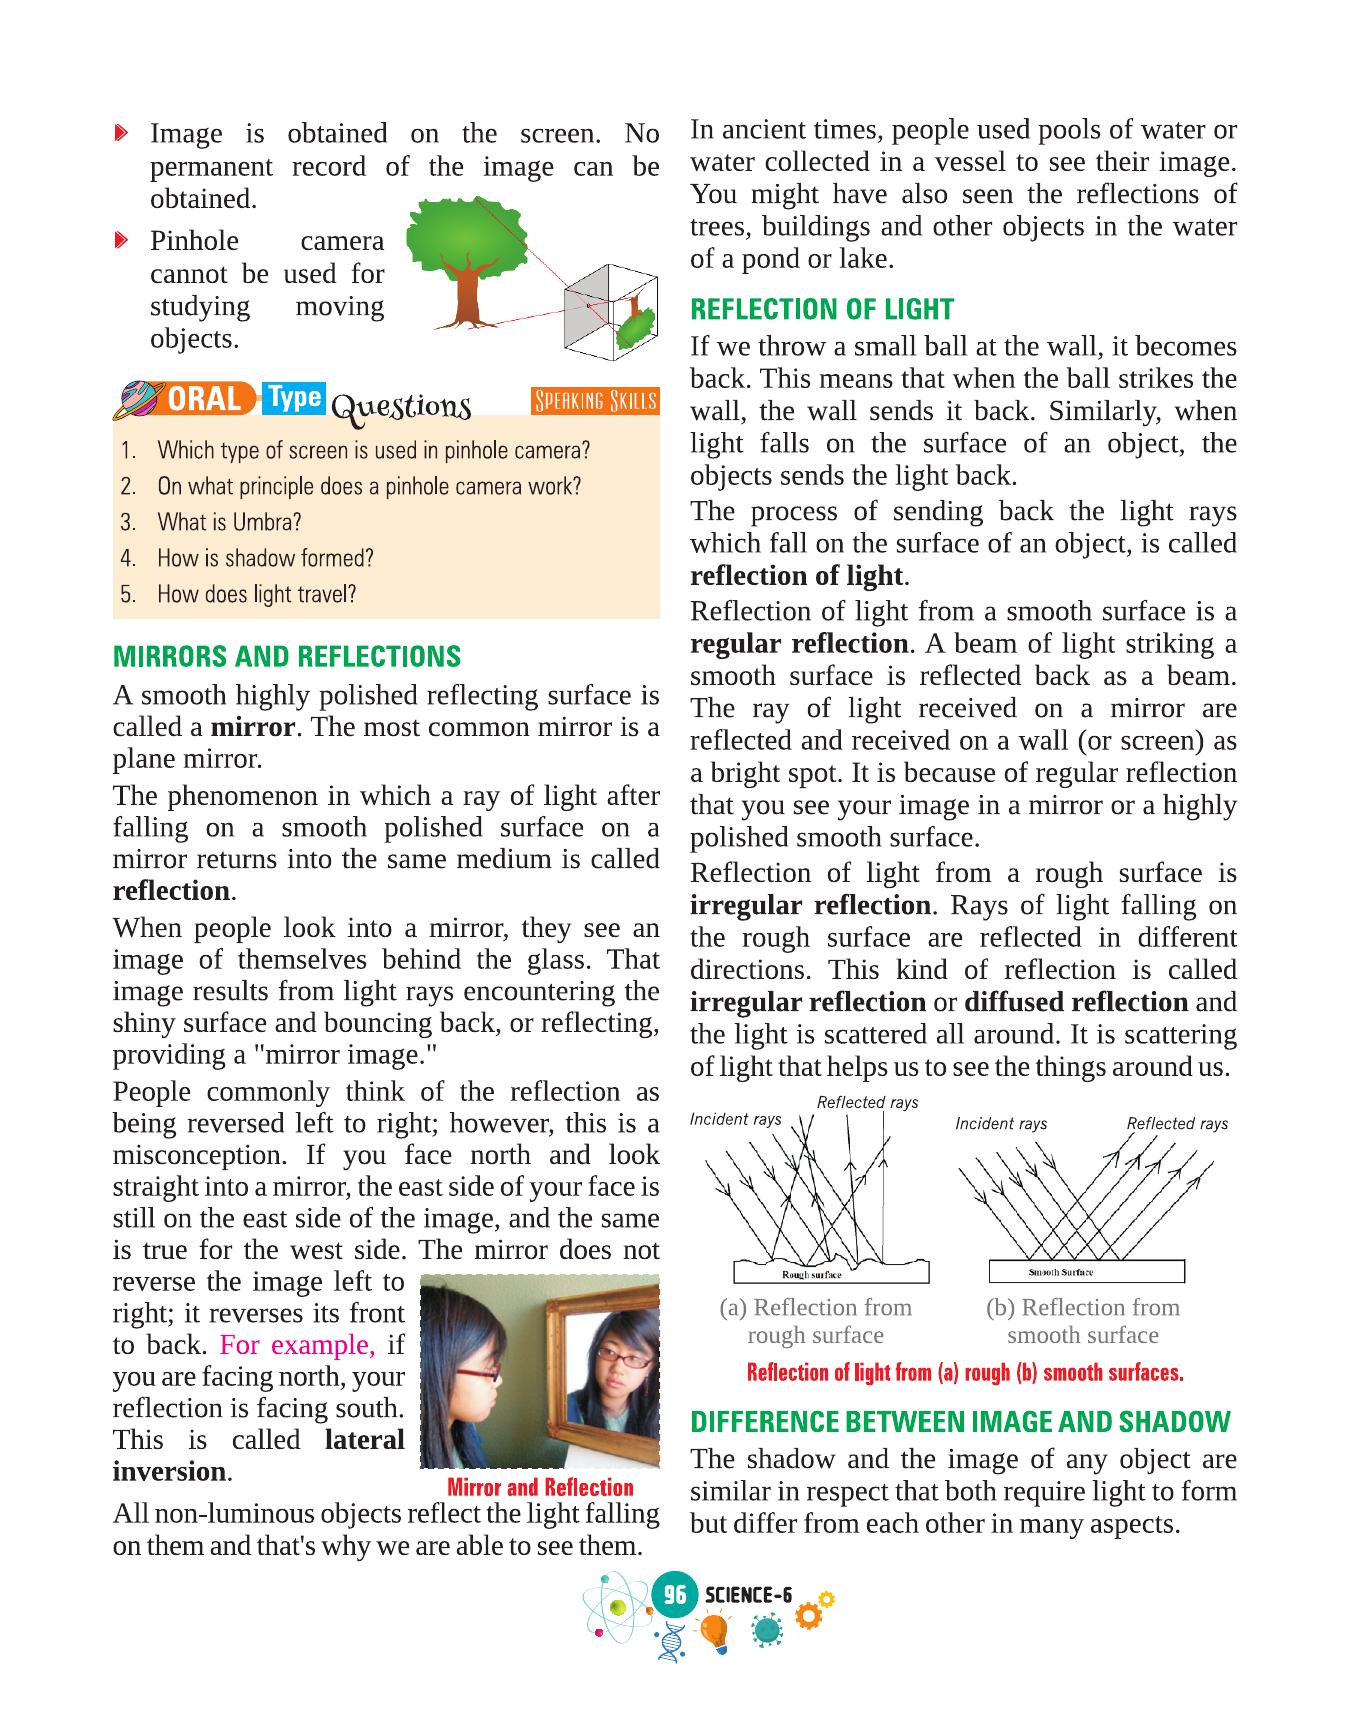 Image is obtained on the screen. No
permanent record of the image can be
obtained.
Pinhole camera
cannot be used for
studying moving
objects.
ORAL Type Questions SPEAKING SKILLS
1. Which type of screen is used in pinhole camera?
2. On what principle does a pinhole camera work?
3. What is Umbra?
4. How is shadow formed?
5. How does light travel?
MIRRORS AND REFLECTIONS
A smooth highly polished reflecting surface is
called a mirror. The most common mirror is a
plane mirror.
The phenomenon in which a ray of light after
falling on a smooth polished surface on a
mirror returns into the same medium is called
reflection.
When people look into a mirror, they see an
image of themselves behind the glass. That
image results from light rays encountering the
shiny surface and bouncing back, or reflecting,
providing a "mirror image."
People commonly think of the reflection as
being reversed left to right; however, this is a
misconception. If you face north and look
straight into a mirror, the east side of your face is
still on the east side of the image, and the same
is true for the west side. The mirror does not
reverse the image left to
right; it reverses its front
to back. For example, if
you are facing north, your
reflection is facing south.
This is called lateral
inversion.
Mirror and Reflection
All non-luminous objects reflect the light falling
on them and that's why we are able to see them.
In ancient times, people used pools of water or
water collected in a vessel to see their image.
You might have also seen the reflections of
trees, buildings and other objects in the water
of a pond or lake.
REFLECTION OF LIGHT
If we throw a small ball at the wall, it becomes
back. This means that when the ball strikes the
wall, the wall sends it back. Similarly, when
light falls on the surface of an object, the
objects sends the light back.
The process of sending back the light rays
which fall on the surface of an object, is called
reflection of light.
Reflection of light from a smooth surface is a
regular reflection. A beam of light striking a
smooth surface is reflected back as a beam.
The ray of light received on a mirror are
reflected and received on a wall (or screen) as
a bright spot. It is because of regular reflection
that you see your image in a mirror or a highly
polished smooth surface.
Reflection of light from a rough surface is
irregular reflection. Rays of light falling on
the rough surface are reflected in different
directions. This kind of reflection is called
irregular reflection or diffused reflection and
the light is scattered all around. It is scattering
of light that helps us to see the things around us.
Incident rays Reflected rays
Rough surface
(a) Reflection from
rough surface
Incident rays Reflected rays
Smooth Surface
(b) Reflection from
smooth surface
Reflection of light from (a) rough (b) smooth surfaces.
DIFFERENCE BETWEEN IMAGE AND SHADOW
The shadow and the image of any object are
similar in respect that both require light to form
but differ from each other in many aspects.
96 SCIENCE-6